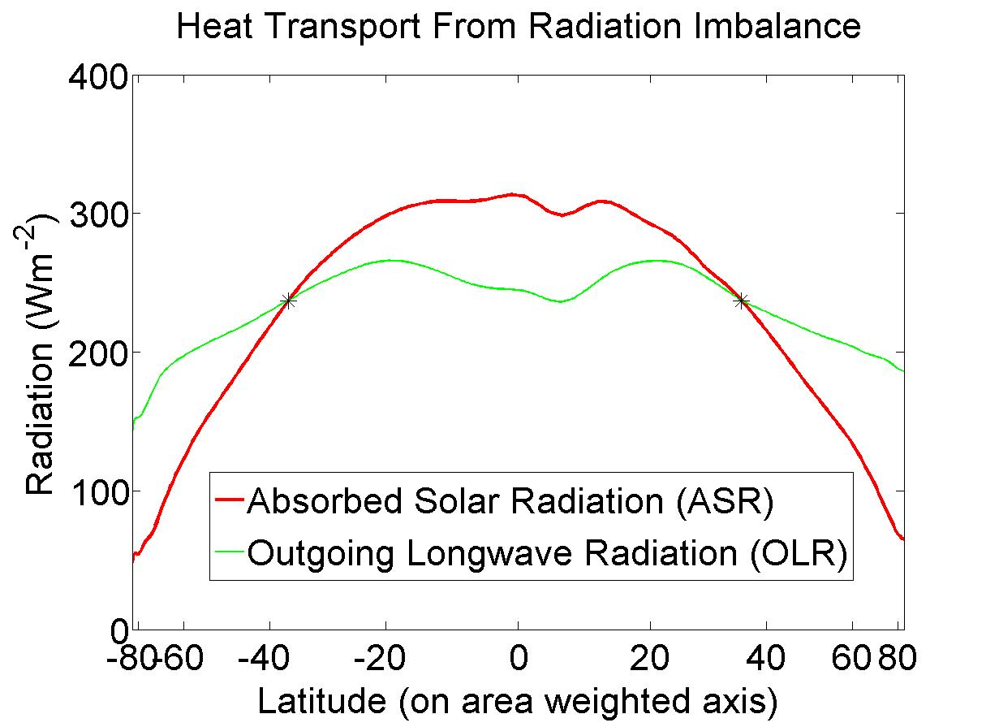 Heat Transport From Radiation Imbalance
400
300
200
100
0
Radiation (Wm-2)
Absorbed Solar Radiation (ASR)
Outgoing Longwave Radiation (OLR)
-80 -60 -40 -20 0 20 40 60 80
Latitude (on area weighted axis)